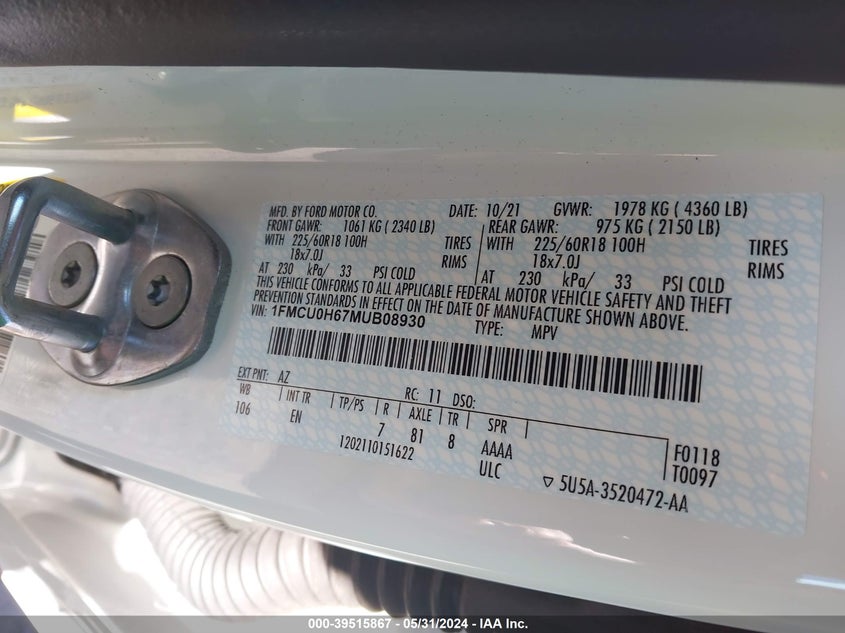 MFD. BY FORD MOTOR CO. DATE: 10/21 GVWR: 1978 KG ( 4360 LB)
FRONT GAWR: 1061 KG ( 2340 LB) REAR GAWR: 975 KG ( 2150 LB)
WITH 225/60R18 100H TIRES WITH 225/60R18 100H TIRES
18x7.0J RIMS 18x7.0J RIMS
AT 230 kPa/ 33 PSI COLD AT 230 kPa/ 33 PSI COLD
THIS VEHICLE CONFORMS TO ALL APPLICABLE FEDERAL MOTOR VEHICLE SAFETY AND THEFT
PREVENTION STANDARDS IN EFFECT ON THE DATE OF MANUFACTURE SHOWN ABOVE.
VIN: 1FMCU0H67MUB08930 TYPE: MPV
EXT PNT: AZ RC: 11 DSO:
WB INT TR TP/PS R AXLE TR SPR
106 EN 7 81 8 AAAA F0118
1202110151622 ULC T0097
▽ 5U5A-3520472-AA
000-39515867 - 05/31/2024 - IAA Inc.